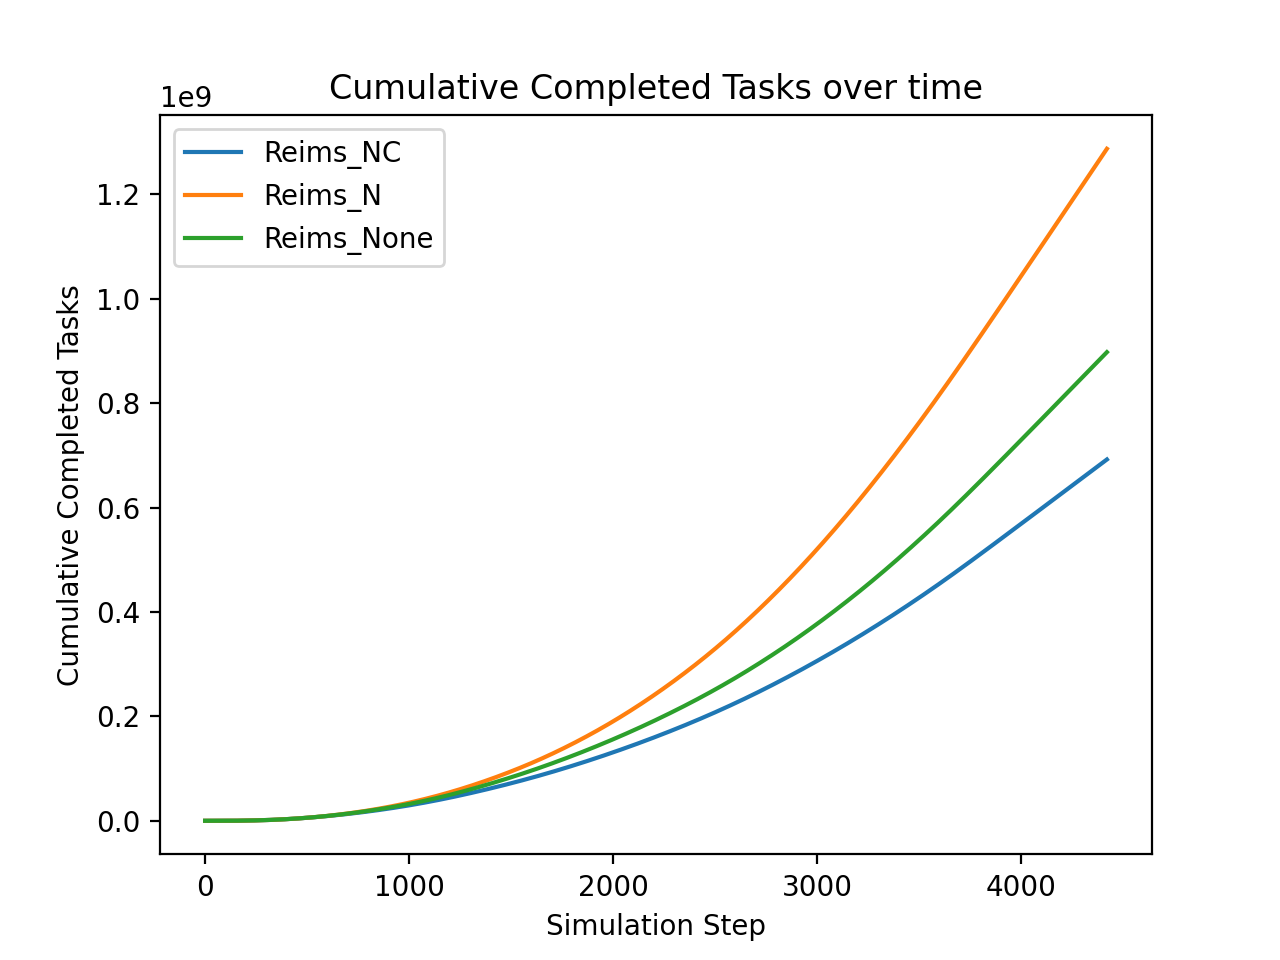 Cumulative Completed Tasks over time
1e9
Reims_NC
Reims_N
Reims_None
1.2
1.0
0.8
0.6
0.4
0.2
0.0
Cumulative Completed Tasks
0 1000 2000 3000 4000
Simulation Step